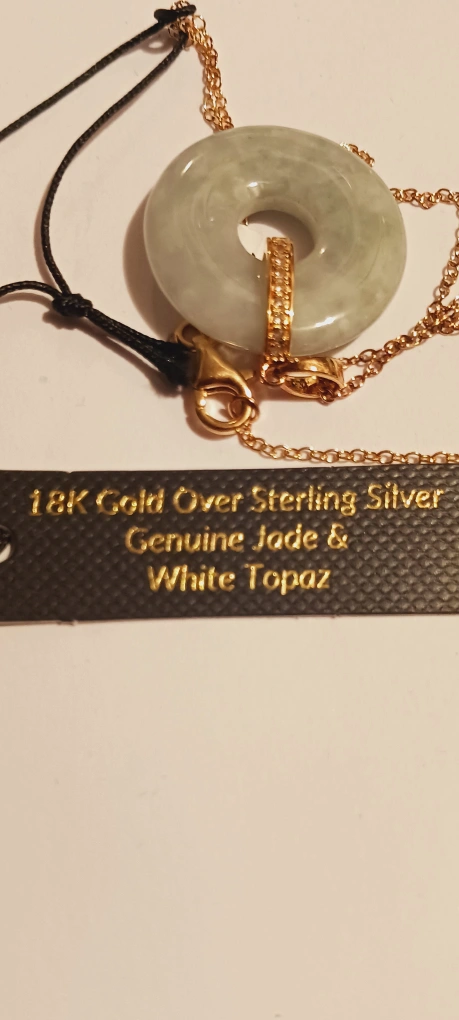 18K Gold Over Sterling Silver
Genuine Jade &
White Topaz